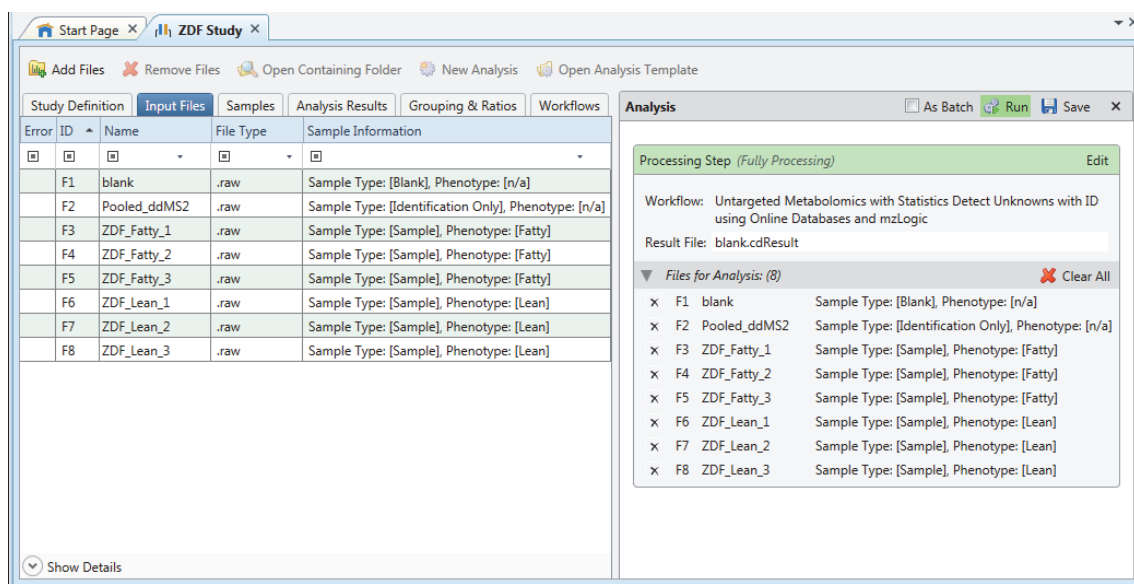 Start Page
ZDF Study
Add Files Remove Files Open Containing Folder New Analysis Open Analysis Template
Study Definition Input Files Samples Analysis Results Grouping & Ratios Workflows
Error ID Name File Type Sample Information
F1 blank .raw Sample Type: [Blank], Phenotype: [n/a]
F2 Pooled_ddMS2 .raw Sample Type: [Identification Only], Phenotype: [n/a]
F3 ZDF_Fatty_1 .raw Sample Type: [Sample], Phenotype: [Fatty]
F4 ZDF_Fatty_2 .raw Sample Type: [Sample], Phenotype: [Fatty]
F5 ZDF_Fatty_3 .raw Sample Type: [Sample], Phenotype: [Fatty]
F6 ZDF_Lean_1 .raw Sample Type: [Sample], Phenotype: [Lean]
F7 ZDF_Lean_2 .raw Sample Type: [Sample], Phenotype: [Lean]
F8 ZDF_Lean_3 .raw Sample Type: [Sample], Phenotype: [Lean]
Show Details
Analysis As Batch Run Save
Processing Step (Fully Processing) Edit
Workflow: Untargeted Metabolomics with Statistics Detect Unknowns with ID
using Online Databases and mzLogic
Result File: blank.cdResult
Files for Analysis: (8) Clear All
F1 blank Sample Type: [Blank], Phenotype: [n/a]
F2 Pooled_ddMS2 Sample Type: [Identification Only], Phenotype: [n/a]
F3 ZDF_Fatty_1 Sample Type: [Sample], Phenotype: [Fatty]
F4 ZDF_Fatty_2 Sample Type: [Sample], Phenotype: [Fatty]
F5 ZDF_Fatty_3 Sample Type: [Sample], Phenotype: [Fatty]
F6 ZDF_Lean_1 Sample Type: [Sample], Phenotype: [Lean]
F7 ZDF_Lean_2 Sample Type: [Sample], Phenotype: [Lean]
F8 ZDF_Lean_3 Sample Type: [Sample], Phenotype: [Lean]